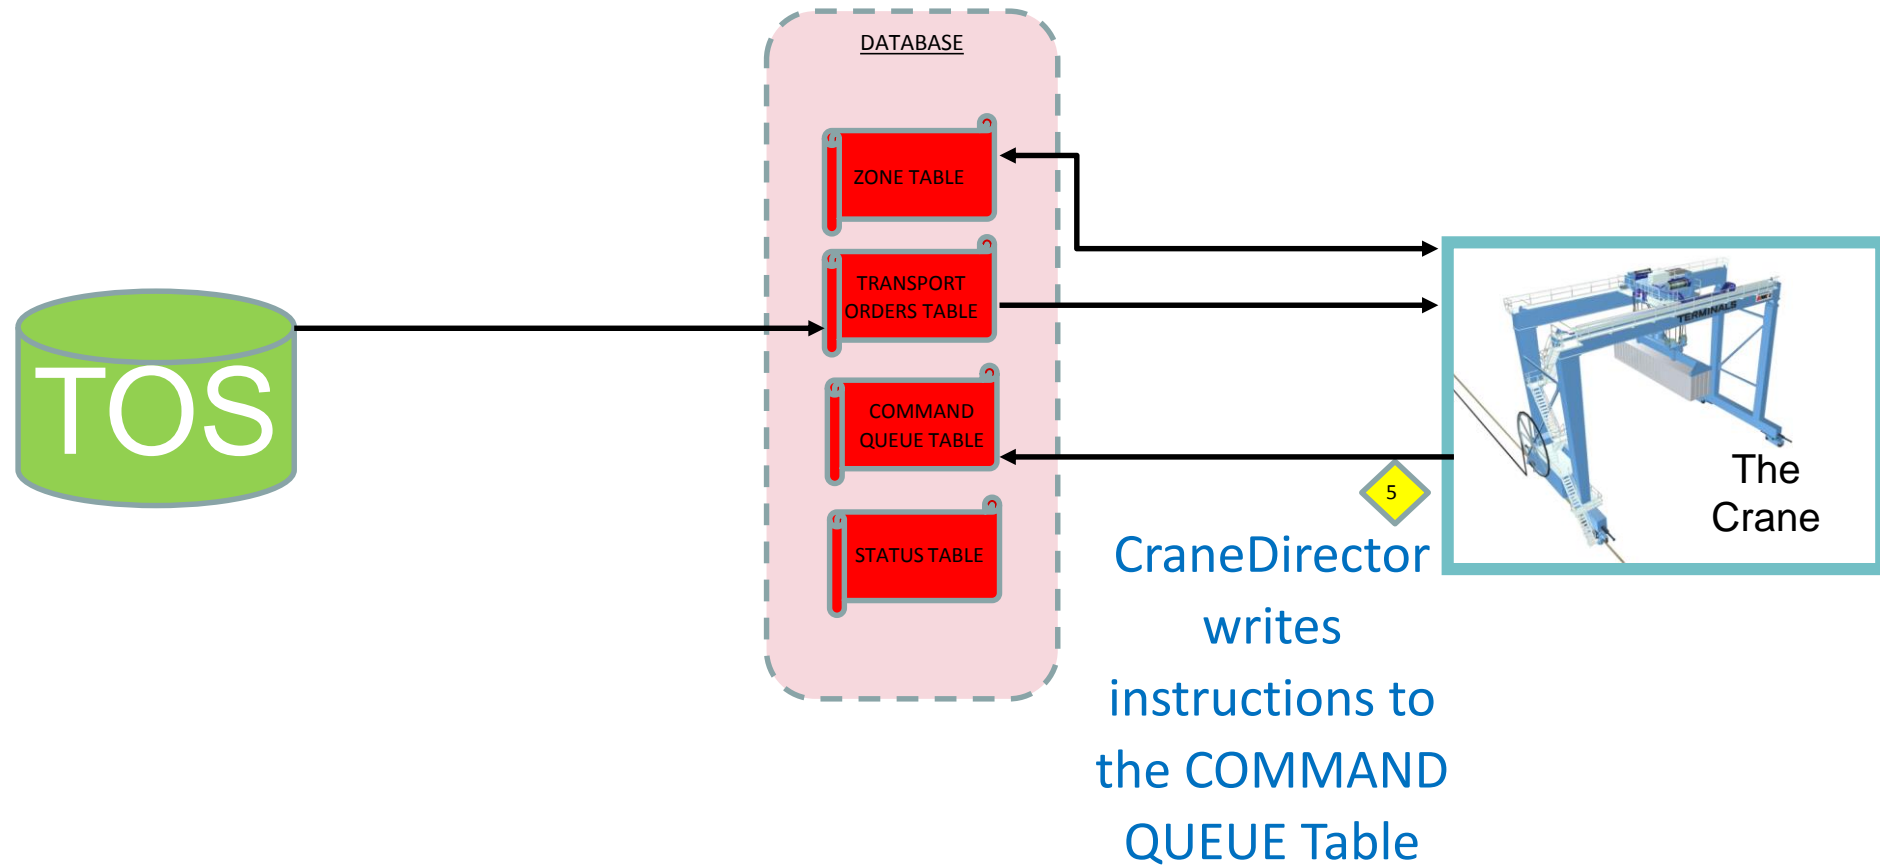 DATABASE
ZONE TABLE
TRANSPORT
ORDERS TABLE
TOS
COMMAND
QUEUE TABLE
STATUS TABLE
TERMINALS
The
Crane
5
CraneDirector
writes
instructions to
the COMMAND
QUEUE Table